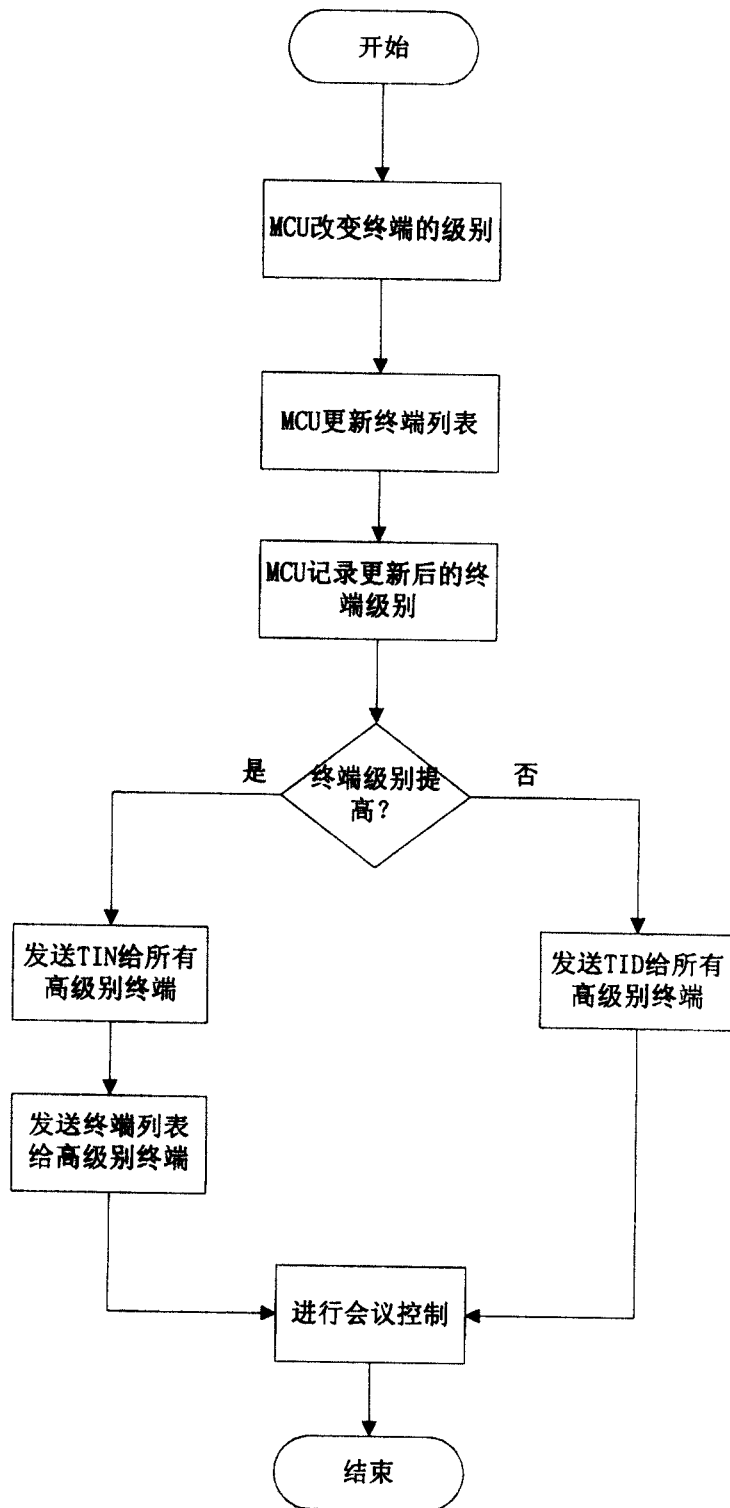 开始
MCU改变终端的级别
MCU更新终端列表
MCU记录更新后的终
端级别
是
终端级别提
高?
否
发送TIN给所有
高级别终端
发送TID给所有
高级别终端
发送终端列表
给高级别终端
进行会议控制
结束